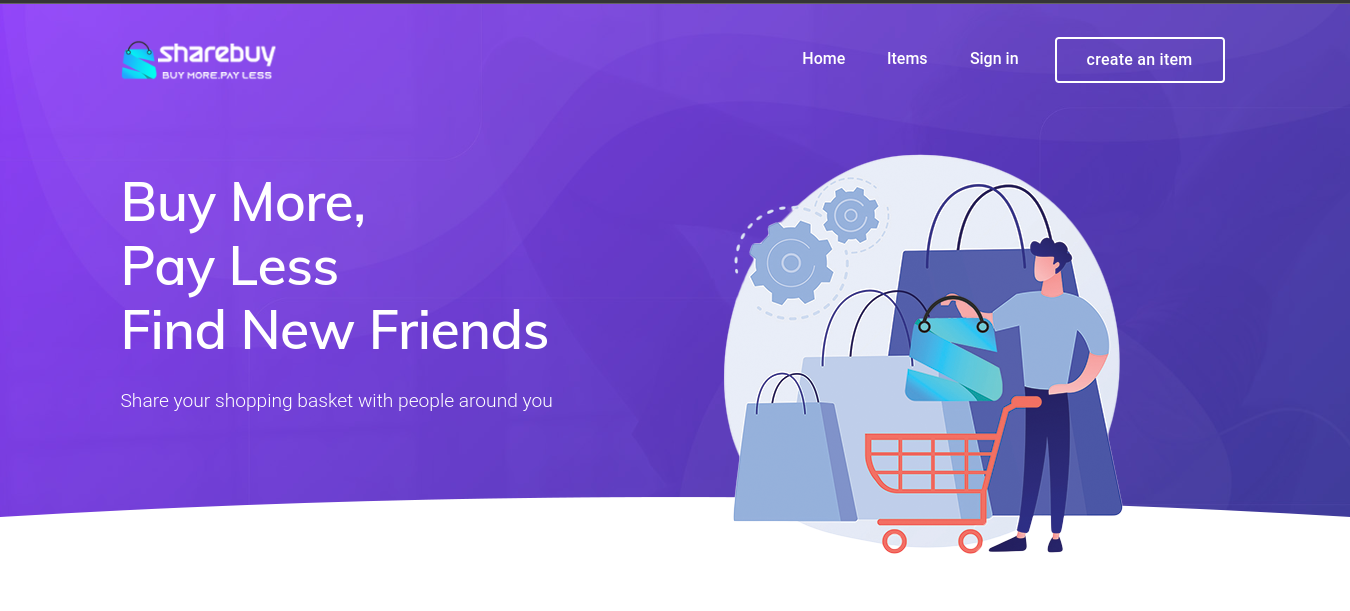 sharebuy
BUY MORE.PAY LESS
Home
Items
Sign in
create an item
Buy More,
Pay Less
Find New Friends
Share your shopping basket with people around you